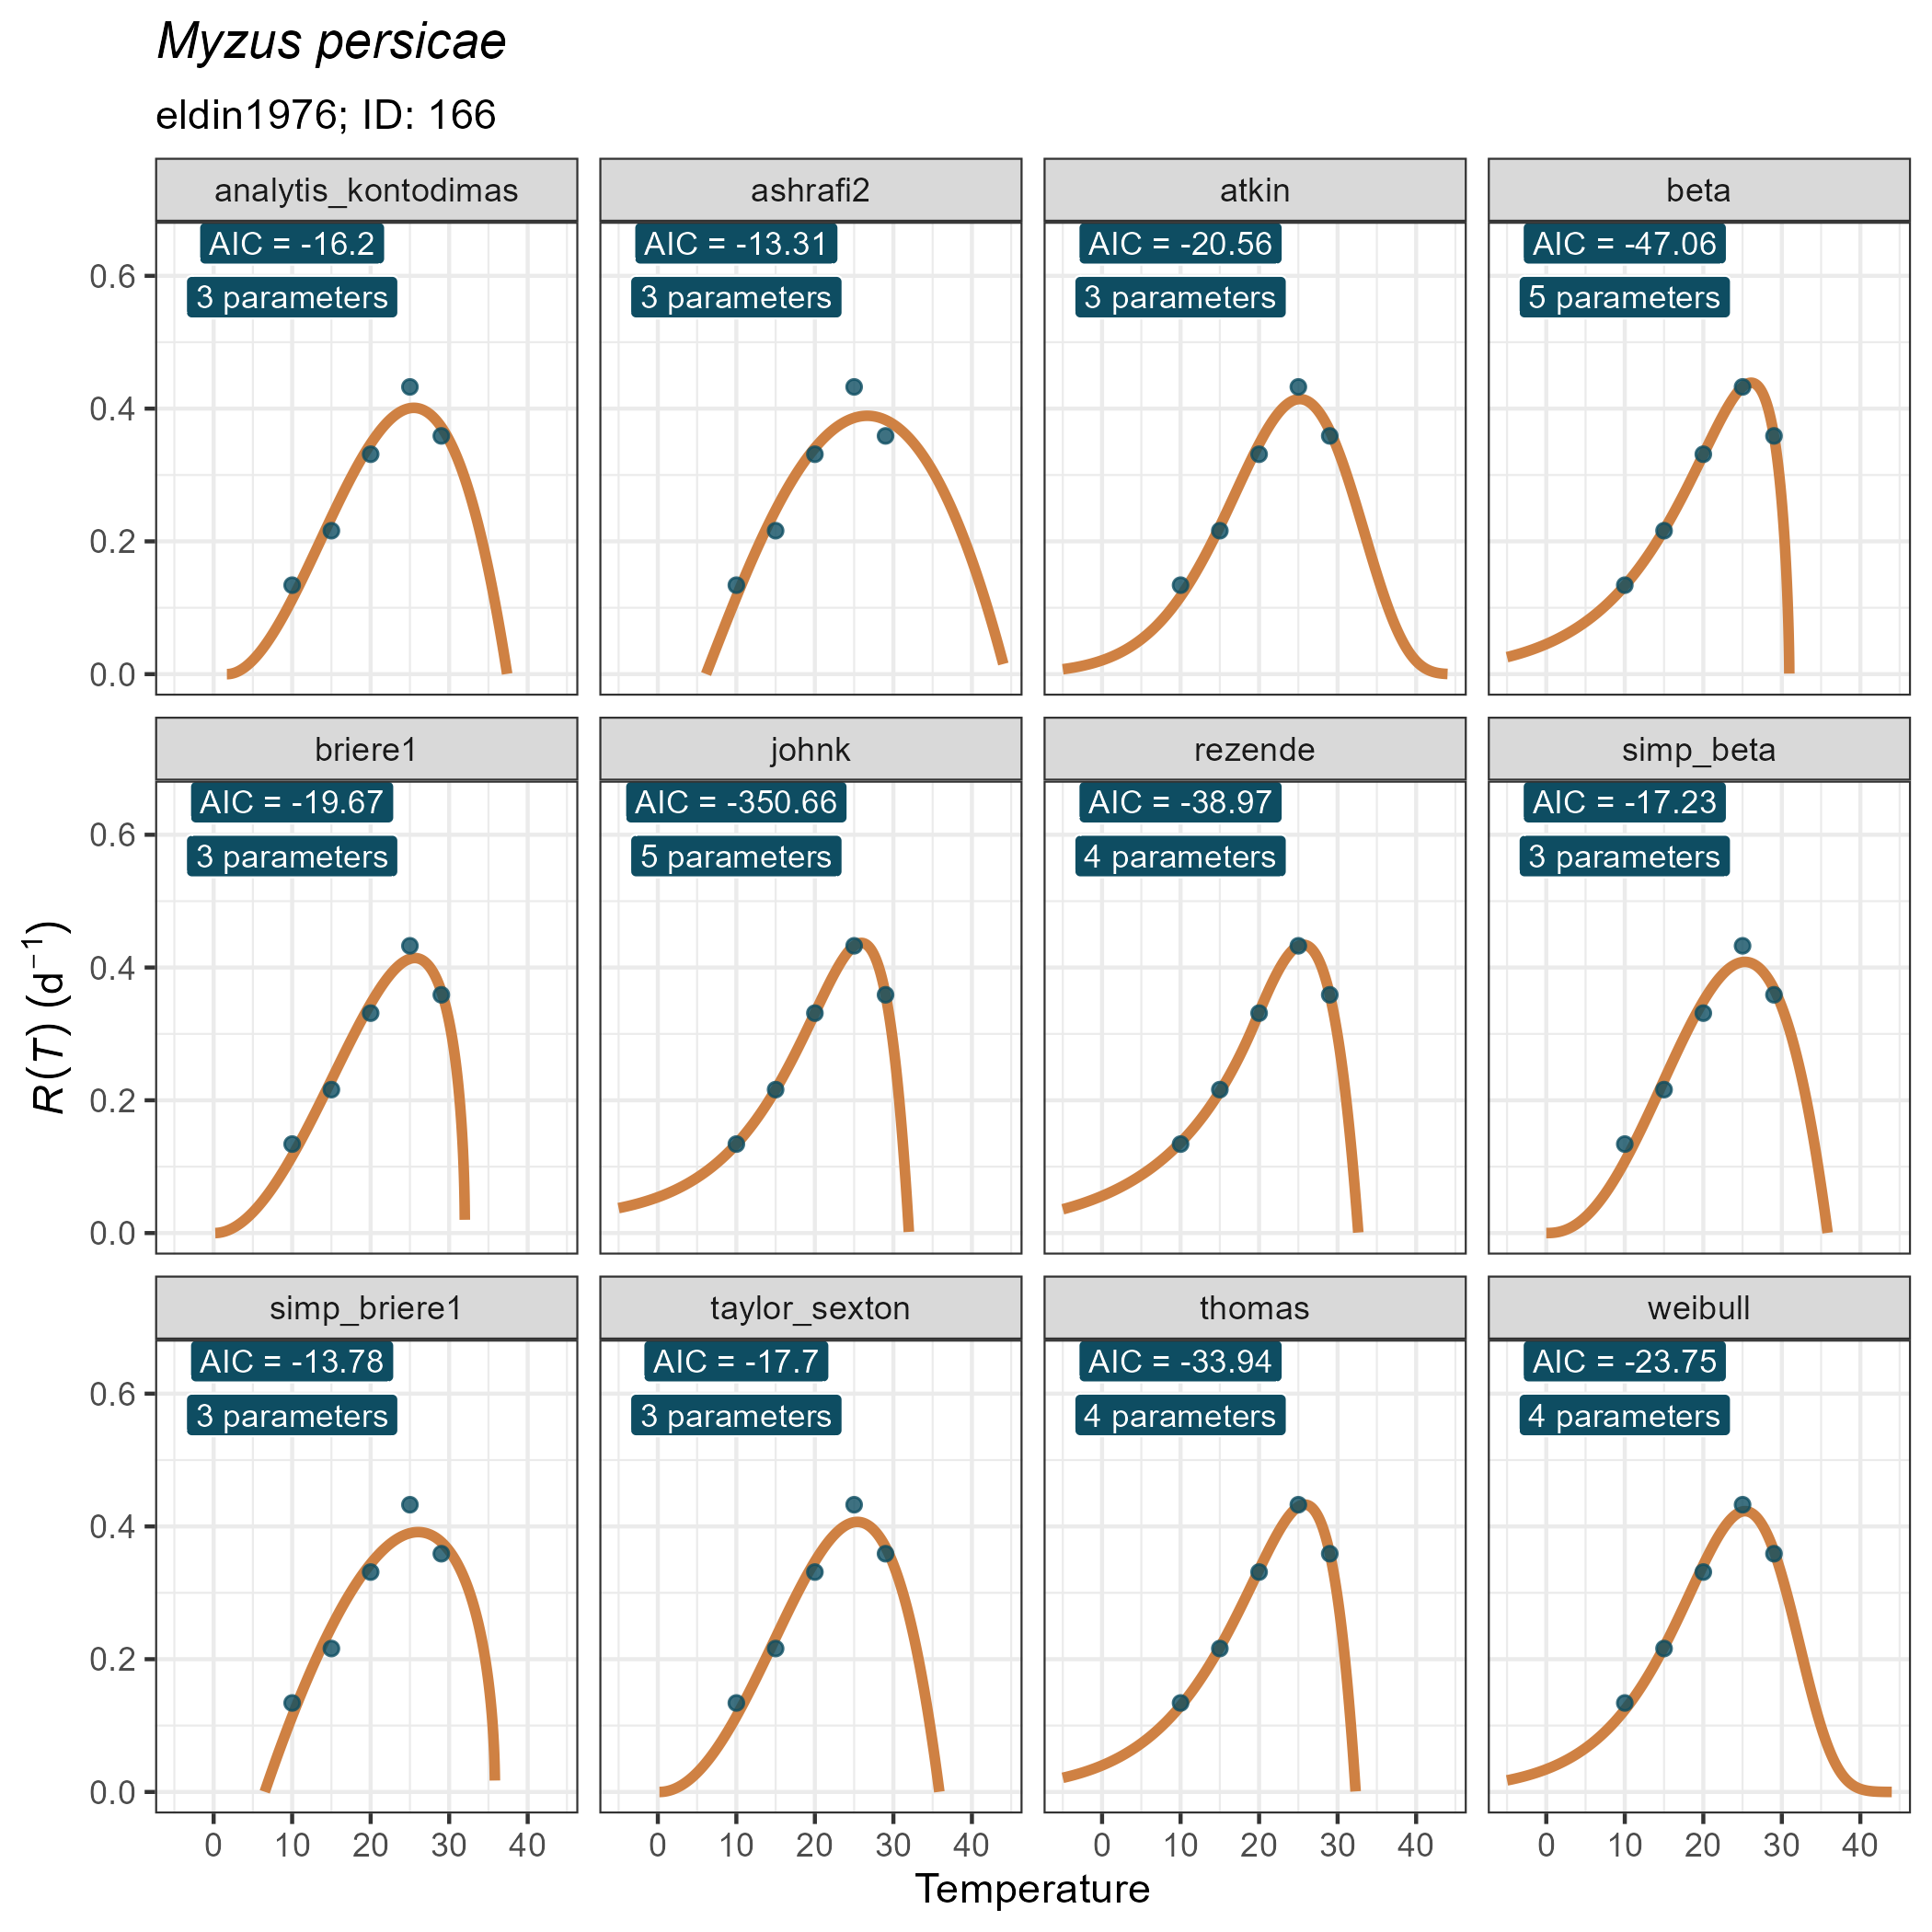 Myzus persicae
eldin1976; ID: 166
analytis_kontodimas
AIC = -16.2
3 parameters
ashrafi2
AIC = -13.31
3 parameters
atkin
AIC = -20.56
3 parameters
beta
AIC = -47.06
5 parameters
0.6
0.4
0.2
0.0
briere1
AIC = -19.67
3 parameters
johnk
AIC = -350.66
5 parameters
rezende
AIC = -38.97
4 parameters
simp_beta
AIC = -17.23
3 parameters
0.6
0.4
0.2
0.0
simp_briere1
AIC = -13.78
3 parameters
taylor_sexton
AIC = -17.7
3 parameters
thomas
AIC = -33.94
4 parameters
weibull
AIC = -23.75
4 parameters
0.6
0.4
0.2
0.0
0 10 20 30 40
0 10 20 30 40
0 10 20 30 40
0 10 20 30 40
Temperature
R(T) (d⁻¹)